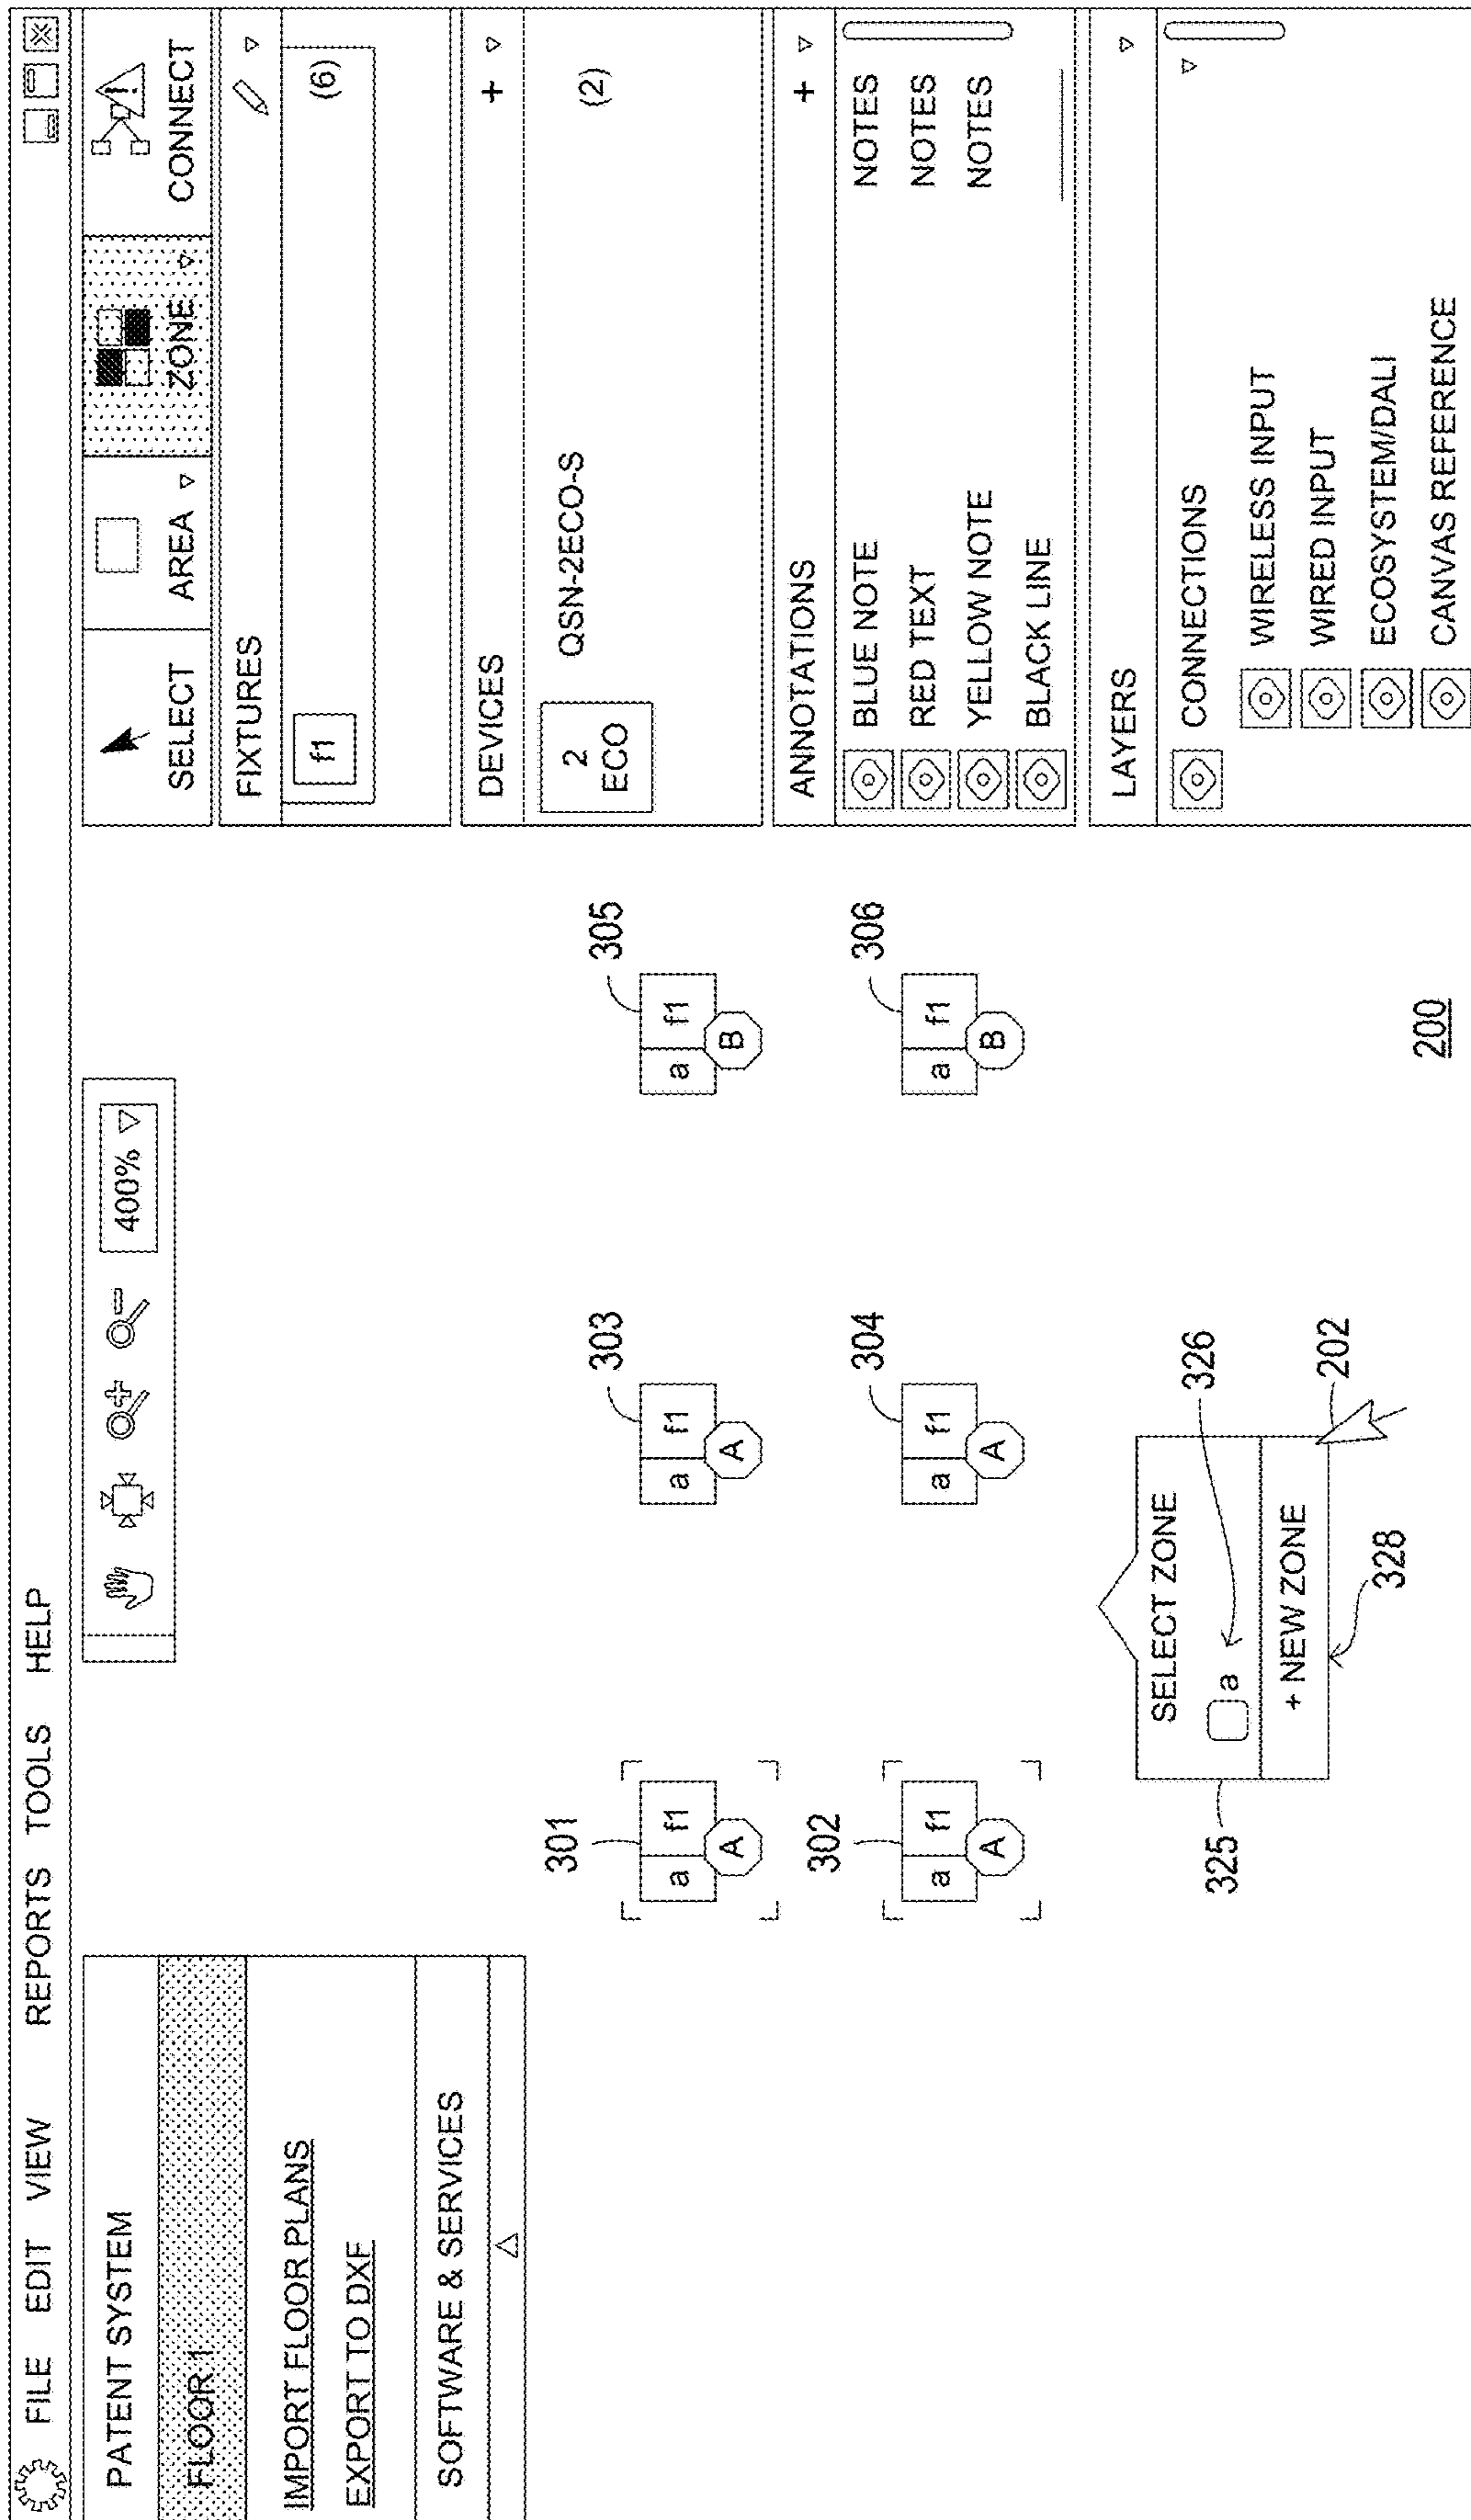 FILE EDIT VIEW REPORTS TOOLS HELP
PATENT SYSTEM
FLOOR 1
IMPORT FLOOR PLANS
EXPORT TO DXF
SOFTWARE & SERVICES
400%
SELECT AREA ZONE CONNECT
FIXTURES
f1 (6)
DEVICES +
2
ECO
QSN-2ECO-S (2)
ANNOTATIONS +
BLUE NOTE NOTES
RED TEXT NOTES
YELLOW NOTE NOTES
BLACK LINE
LAYERS
CONNECTIONS
WIRELESS INPUT
WIRED INPUT
ECOSYSTEM/DALI
CANVAS REFERENCE
301 303 305
a f1 a f1 a f1
A A B
302 304 306
a f1 a f1 a f1
A A B
SELECT ZONE
a
+ NEW ZONE
325
326
202
328
200